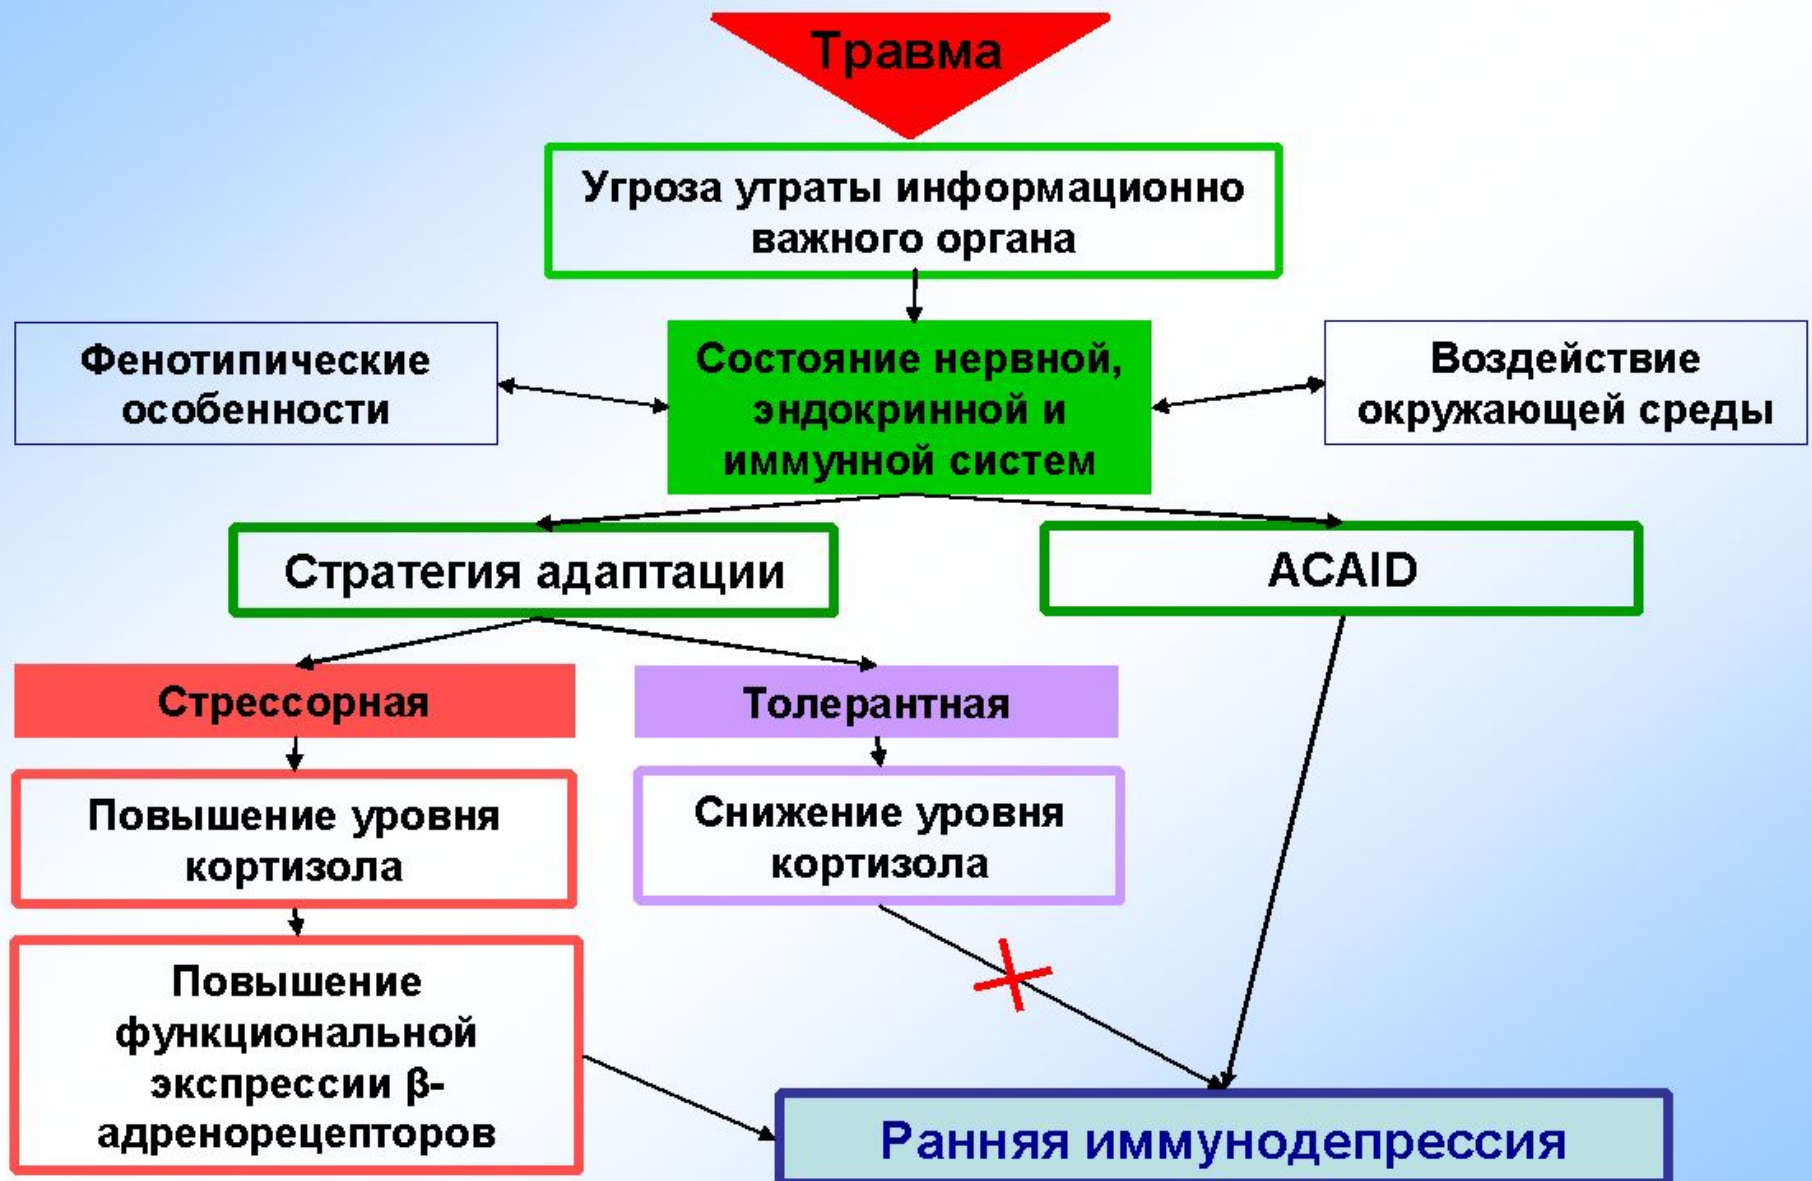 Травма
Угроза утраты информационно
важного органа
Фенотипические
особенности
Состояние нервной,
эндокринной и
иммунной систем
Воздействие
окружающей среды
Стратегия адаптации
ACAID
Стрессорная
Толерантная
Повышение уровня
кортизола
Снижение уровня
кортизола
Повышение
функциональной
экспрессии β-
адренорецепторов
Ранняя иммунодепрессия